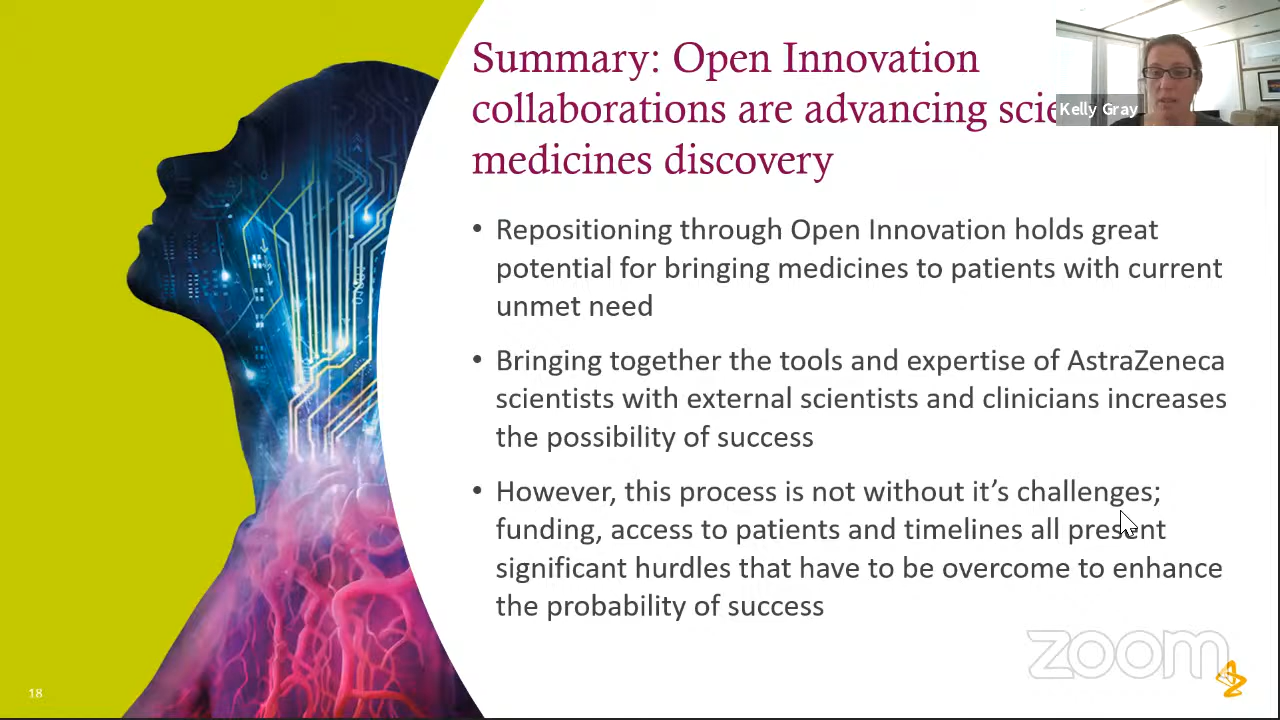 Summary: Open Innovation
collaborations are advancing
medicines discovery
Kelly Gray
• Repositioning through Open Innovation holds great
potential for bringing medicines to patients with current
unmet need
• Bringing together the tools and expertise of AstraZeneca
scientists with external scientists and clinicians increases
the possibility of success
• However, this process is not without it’s challenges;
funding, access to patients and timelines all present
significant hurdles that have to be overcome to enhance
the probability of success
zoom
18